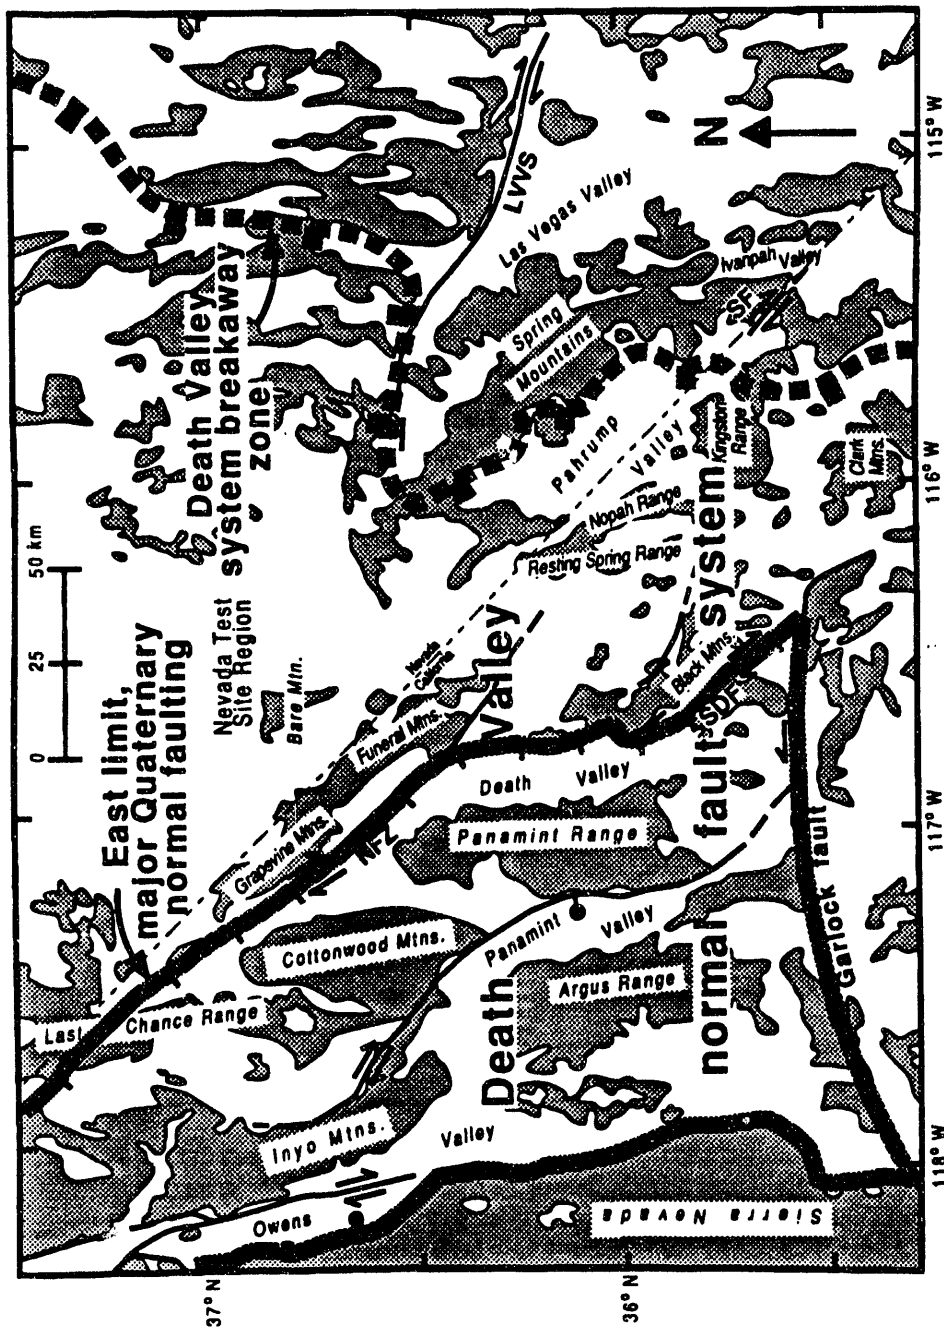 East limit,
major Quaternary
normal faulting
0 25 50 km
Nevada Test
Site Region
Bare Mtn.
Death Valley
system breakaway
zone
37° N
36° N
118° W
117° W
116° W
115° W
N
Last
Chance Range
Grapevine Mtns.
Funeral Mtns.
Nevada
California
Cottonwood Mtns.
Inyo Mtns.
Owens
Valley
Sierra Nevada
Panamint
Valley
Argus Range
Panamint Range
Death
Valley
Death Valley
normal fault system
Black Mtns.
SDF
Garlock fault
Resting Spring Range
Nopah Range
Pahrump
Valley
Kingston
Range
Clark
Mtns.
Spring
Mountains
Las Vegas Valley
LVVS
Ivanpah
Valley